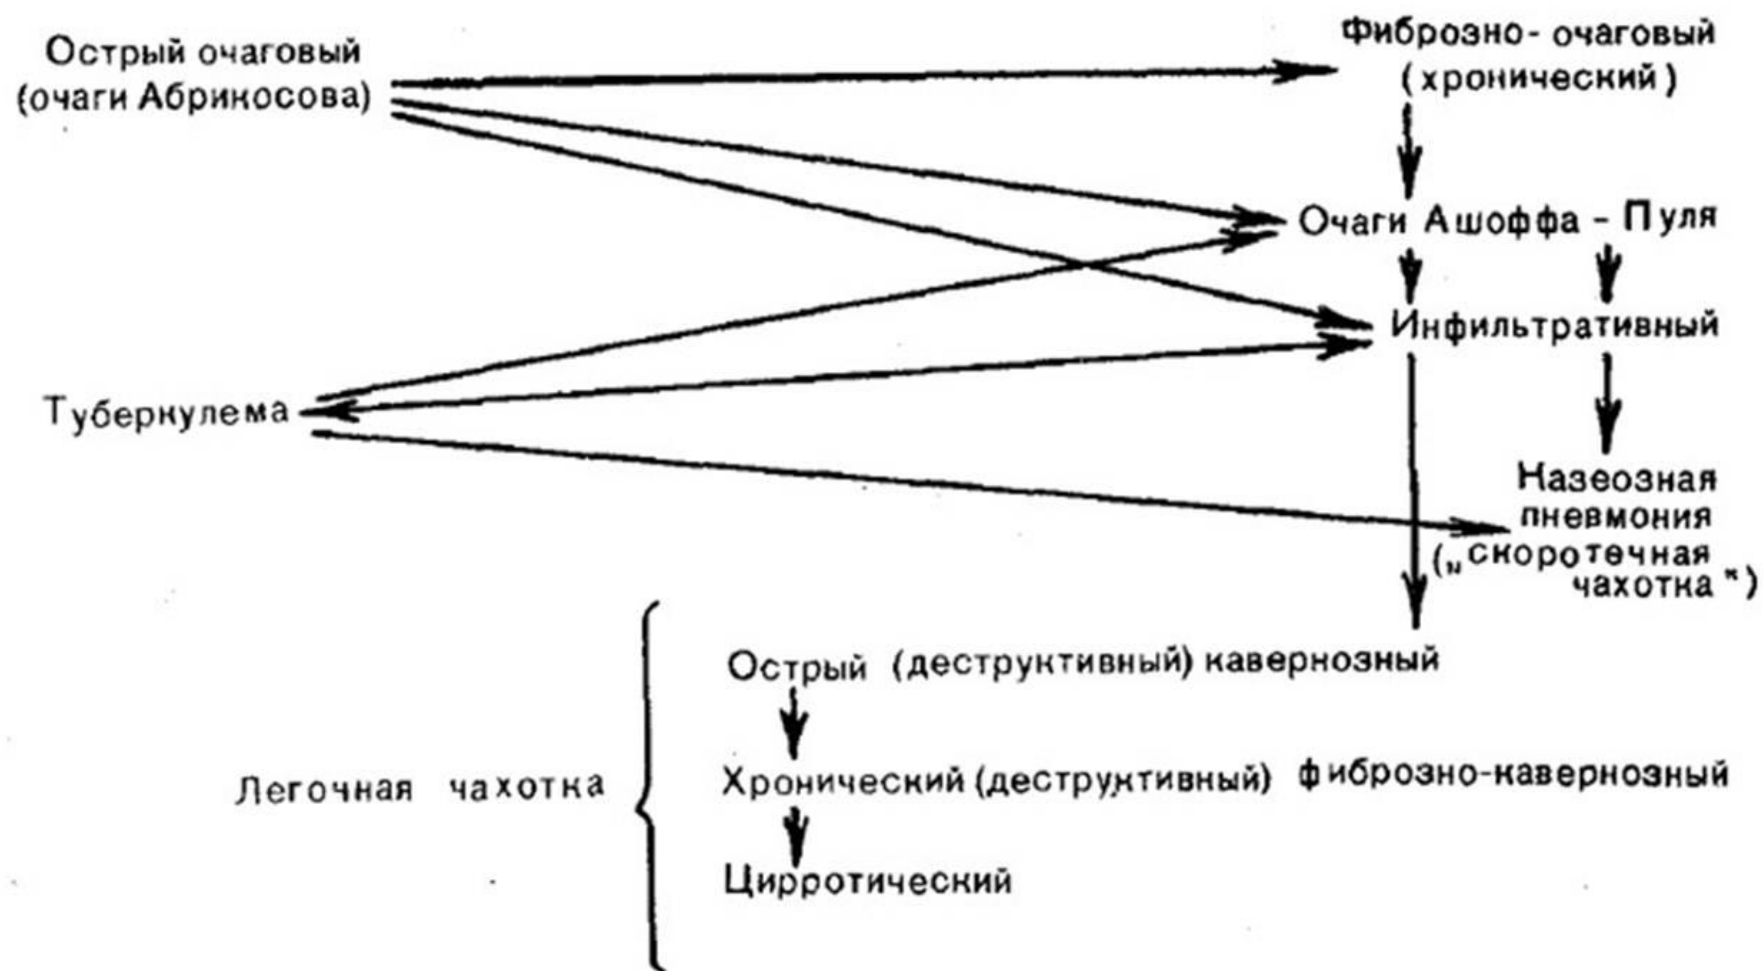 Острый очаговый
(очаги Абрикосова)
Фиброзно - очаговый
(хронический)
Очаги Ашоффа - Пуля
Инфильтративный
Туберкулема
Назеозная
пневмония
(„скоротечная
чахотка")
Острый (деструктивный) кавернозный
Легочная чахотка
Хронический (деструктивный) фиброзно-кавернозный
Цирротический